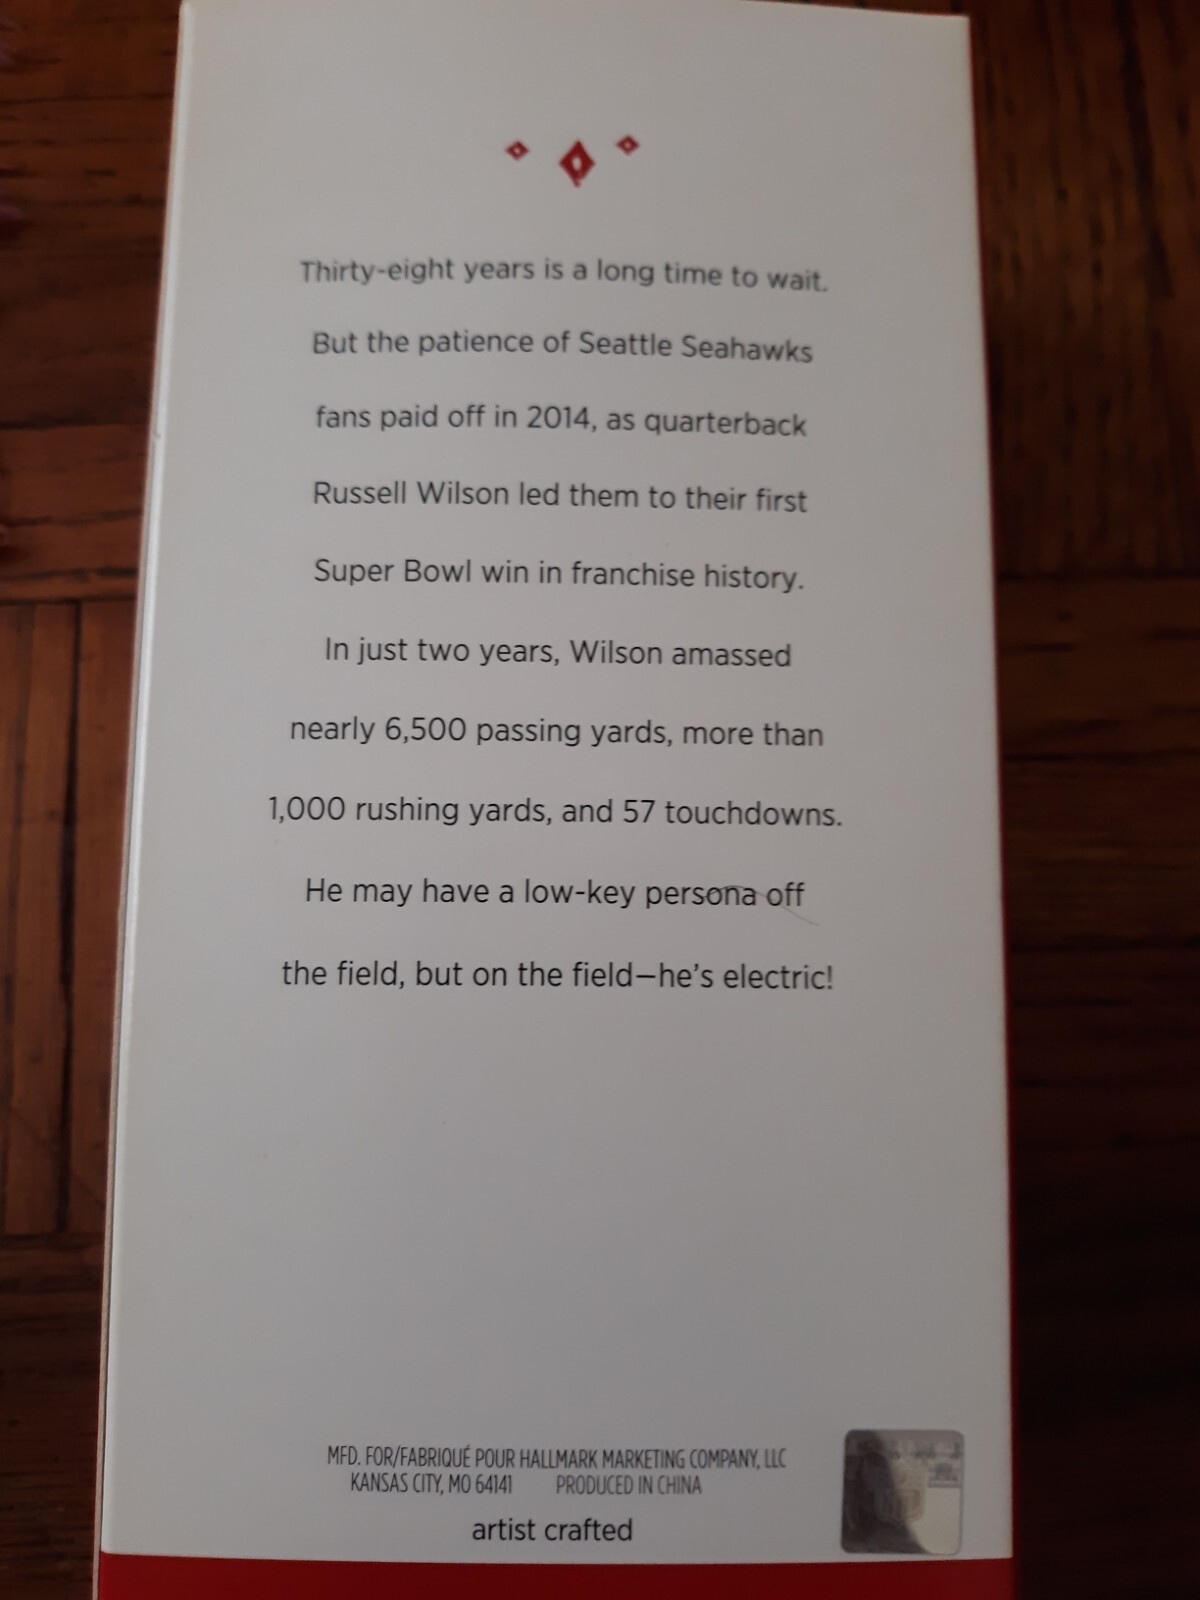 Thirty-eight years is a long time to wait.
But the patience of Seattle Seahawks
fans paid off in 2014, as quarterback
Russell Wilson led them to their first
Super Bowl win in franchise history.
In just two years, Wilson amassed
nearly 6,500 passing yards, more than
1,000 rushing yards, and 57 touchdowns.
He may have a low-key persona off
the field, but on the field—he's electric!
MFD. FOR/FABRIQUÉ POUR HALLMARK MARKETING COMPANY, LLC
KANSAS CITY, MO 64141 PRODUCED IN CHINA
artist crafted